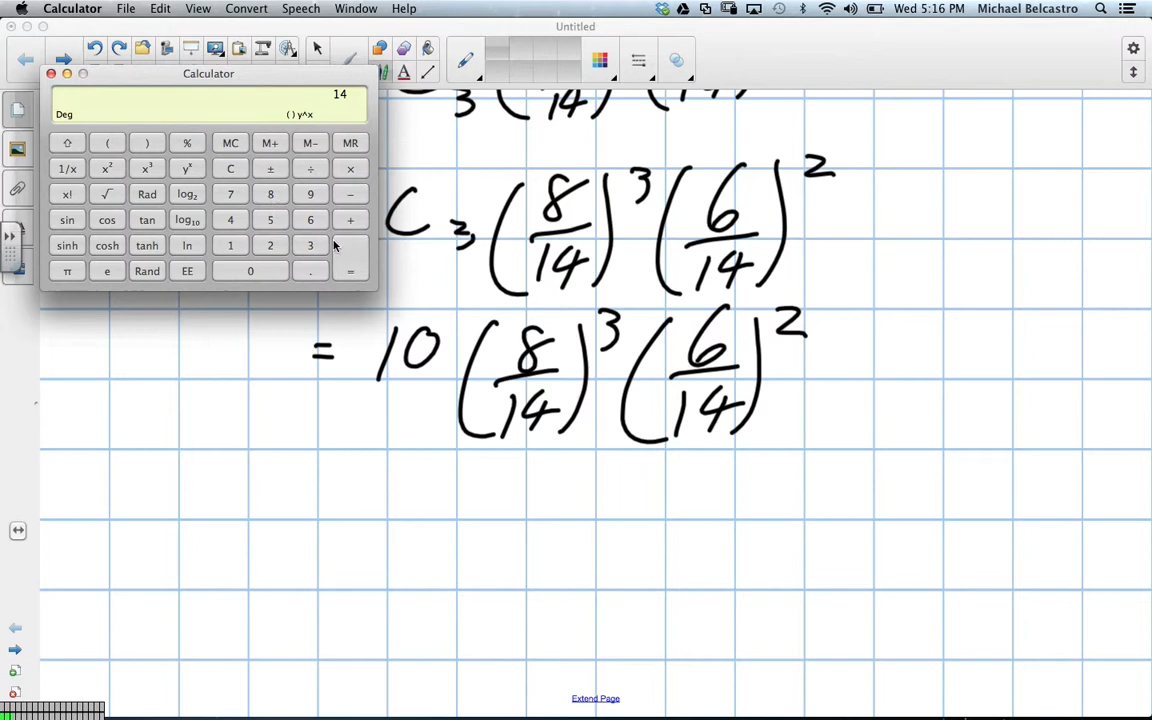 Calculator File Edit View Convert Speech Window Help Wed 5:16 PM Michael Belcastro
Untitled
Calculator
14
Deg ( ) y^x
( ) % MC M+ M- MR
1/x x² x³ yˣ C ± ÷ ×
x! √ Rad log₂ 7 8 9 −
sin cos tan log₁₀ 4 5 6 +
sinh cosh tanh ln 1 2 3
π e Rand EE 0 . =
C 3 (8/14)³ (6/14)²
= 10 (8/14)³ (6/14)²
Extend Page